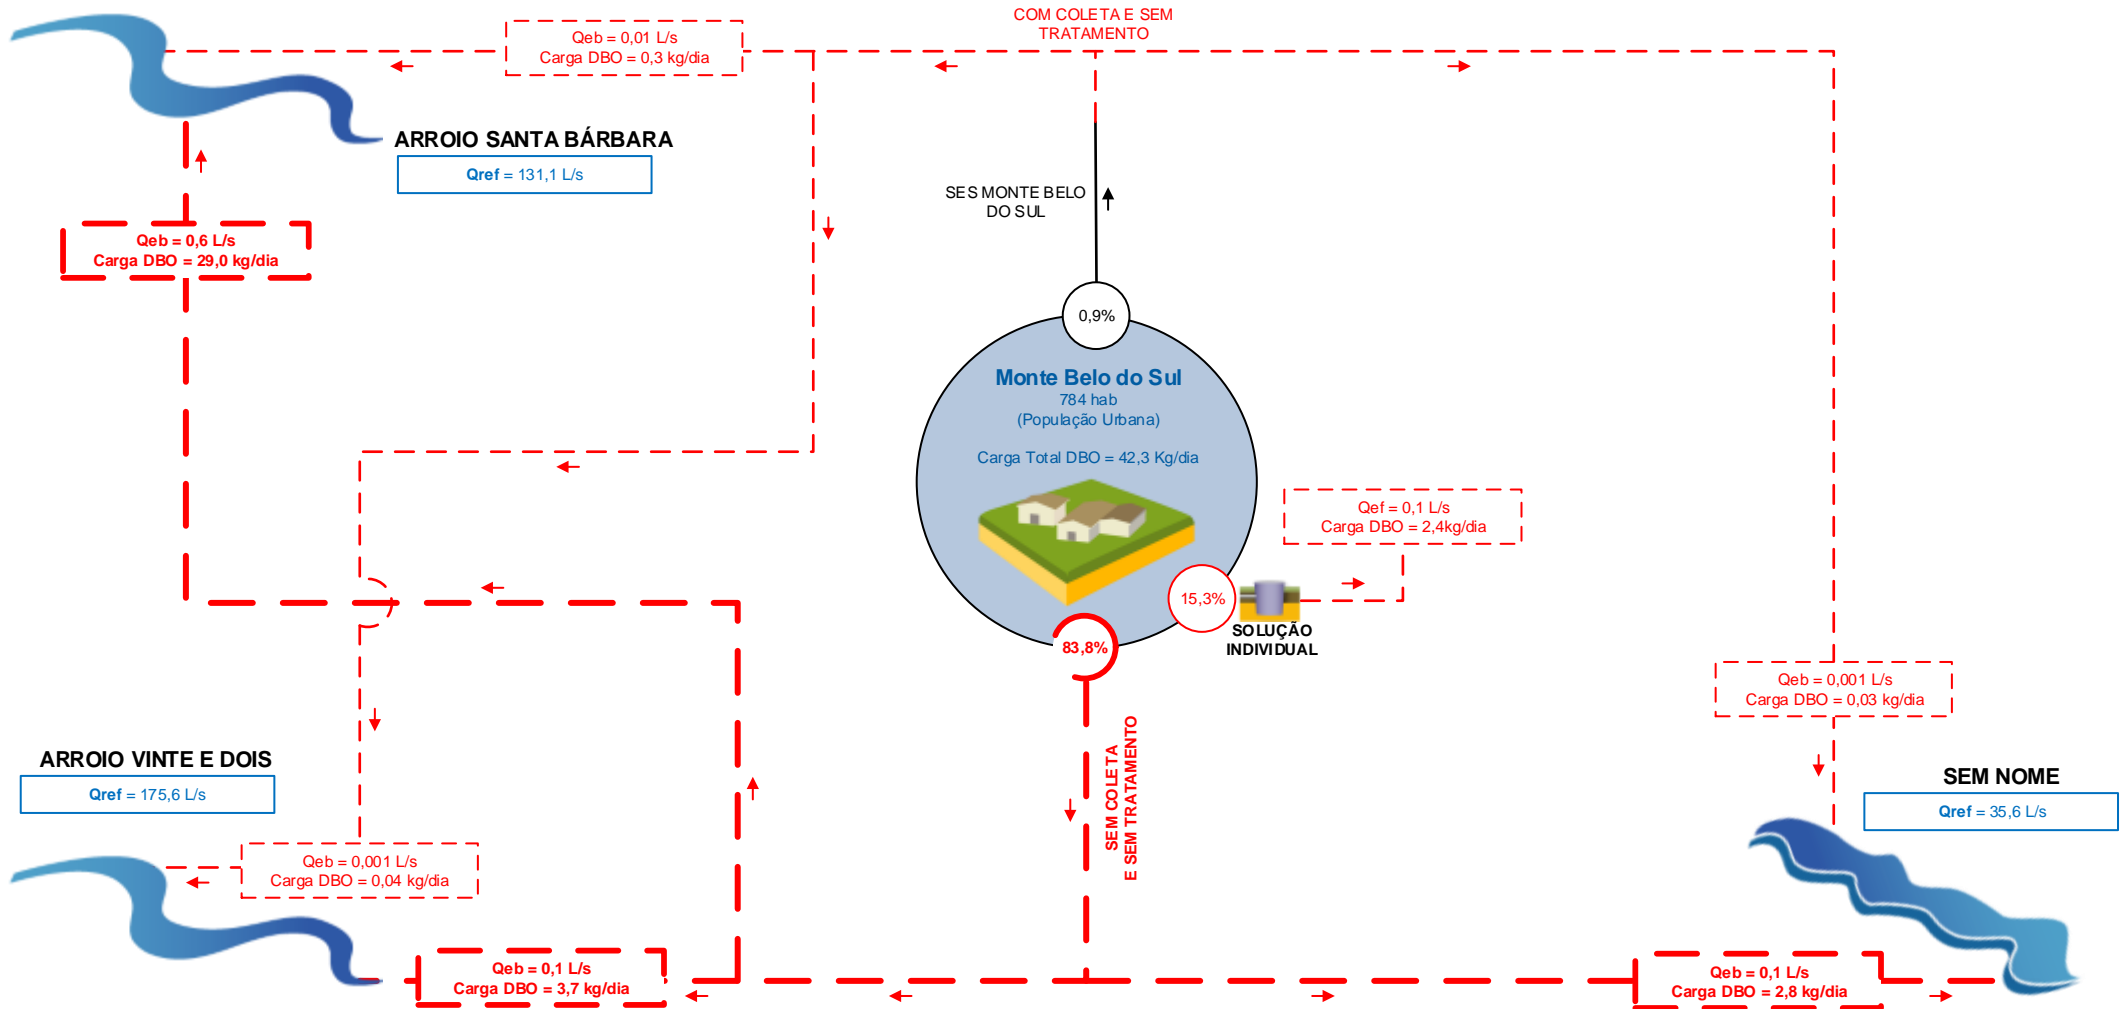 COM COLETA E SEM
TRATAMENTO
Qeb = 0,01 L/s
Carga DBO = 0,3 kg/dia
ARROIO SANTA BÁRBARA
Qref = 131,1 L/s
SES MONTE BELO
DO SUL
Qeb = 0,6 L/s
Carga DBO = 29,0 kg/dia
0,9%
Monte Belo do Sul
784 hab
(População Urbana)
Carga Total DBO = 42,3 Kg/dia
Qef = 0,1 L/s
Carga DBO = 2,4kg/dia
15,3%
SOLUÇÃO
INDIVIDUAL
83,8%
SEM COLETA
E SEM TRATAMENTO
Qeb = 0,001 L/s
Carga DBO = 0,03 kg/dia
ARROIO VINTE E DOIS
Qref = 175,6 L/s
SEM NOME
Qref = 35,6 L/s
Qeb = 0,001 L/s
Carga DBO = 0,04 kg/dia
Qeb = 0,1 L/s
Carga DBO = 3,7 kg/dia
Qeb = 0,1 L/s
Carga DBO = 2,8 kg/dia